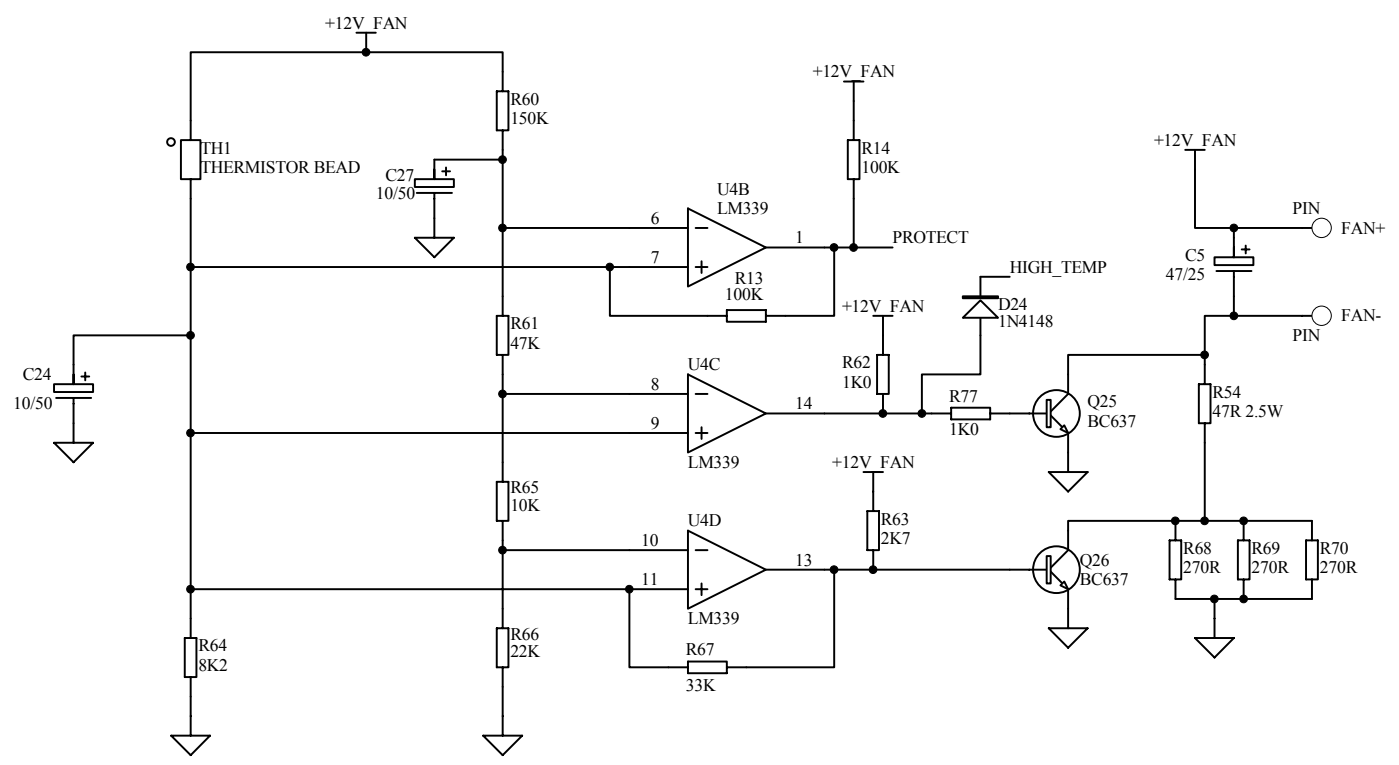 +12V_FAN
R60
150K
TH1
THERMISTOR BEAD
C27
10/50
+
+12V_FAN
R14
100K
U4B
LM339
6
7
1
PROTECT
R13
100K
+12V_FAN
PIN
FAN+
C5
47/25
+
FAN-
PIN
HIGH_TEMP
D24
1N4148
+12V_FAN
R62
1K0
R61
47K
C24
10/50
+
U4C
8
9
14
LM339
R77
1K0
Q25
BC637
R54
47R 2.5W
+12V_FAN
R65
10K
U4D
10
11
13
LM339
R63
2K7
Q26
BC637
R68
270R
R69
270R
R70
270R
R64
8K2
R66
22K
R67
33K